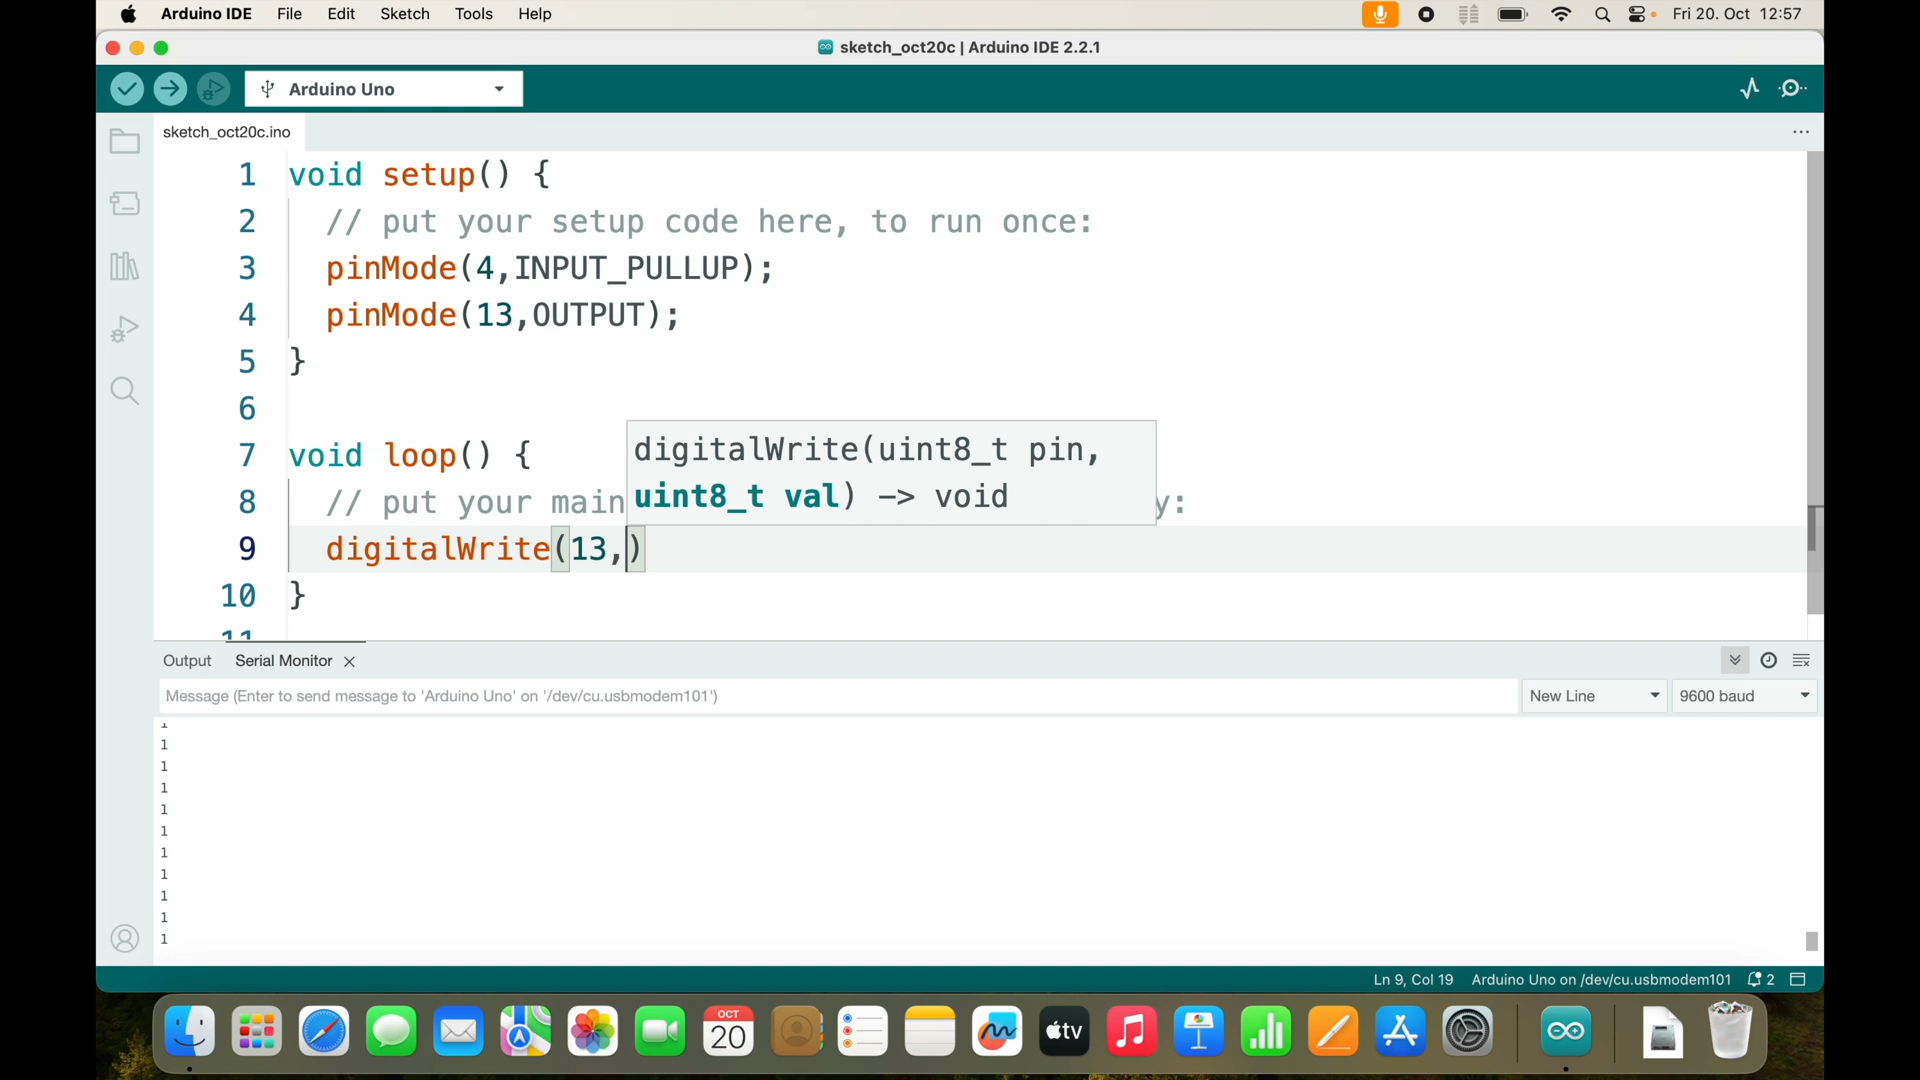 Arduino IDE File Edit Sketch Tools Help Fri 20. Oct 12:57
sketch_oct20c | Arduino IDE 2.2.1
Arduino Uno
sketch_oct20c.ino
1 void setup() {
2 // put your setup code here, to run once:
3 pinMode(4,INPUT_PULLUP);
4 pinMode(13,OUTPUT);
5 }
6
7 void loop() {
digitalWrite(uint8_t pin,
uint8_t val) -> void
8 // put your main y:
9 digitalWrite(13,)
10 }
11
Output Serial Monitor
Message (Enter to send message to 'Arduino Uno' on '/dev/cu.usbmodem101') New Line 9600 baud
1
1
1
1
1
1
1
1
1
1
1
Ln 9, Col 19 Arduino Uno on /dev/cu.usbmodem101 2
OCT
20
tv